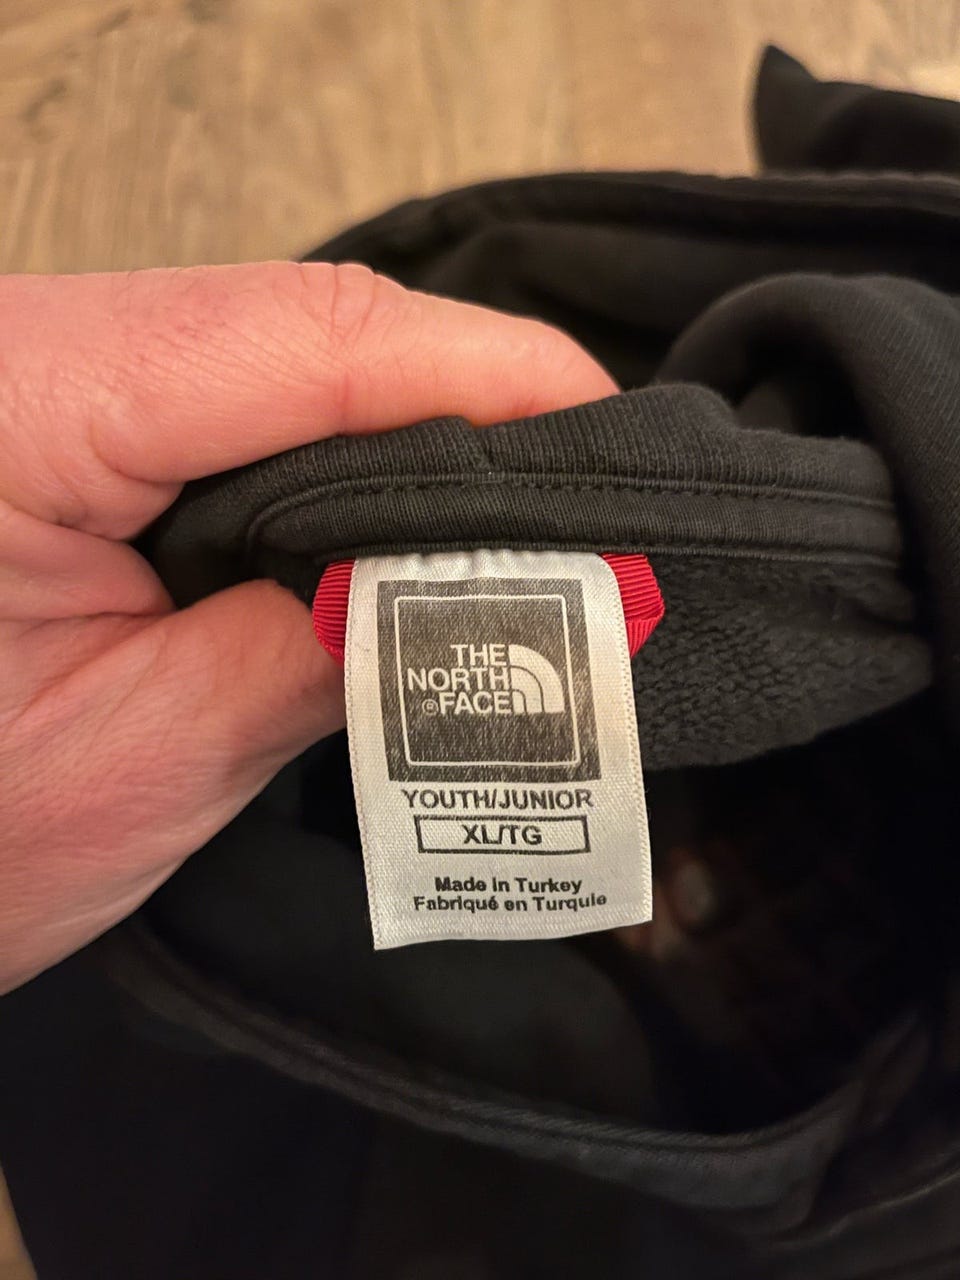 THE
NORTH
®FACE
YOUTH/JUNIOR
XL/TG
Made in Turkey
Fabriqué en Turquie